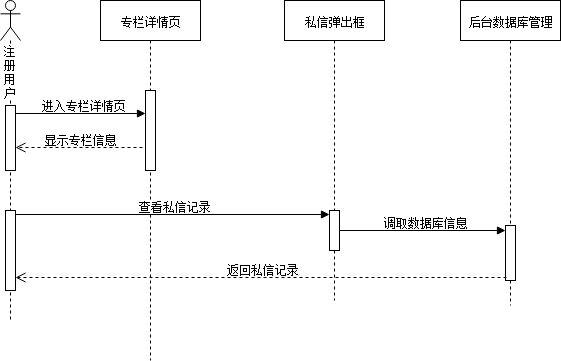 专栏详情页
私信弹出框
后台数据库管理
注册用户
进入专栏详情页
显示专栏信息
查看私信记录
调取数据库信息
返回私信记录